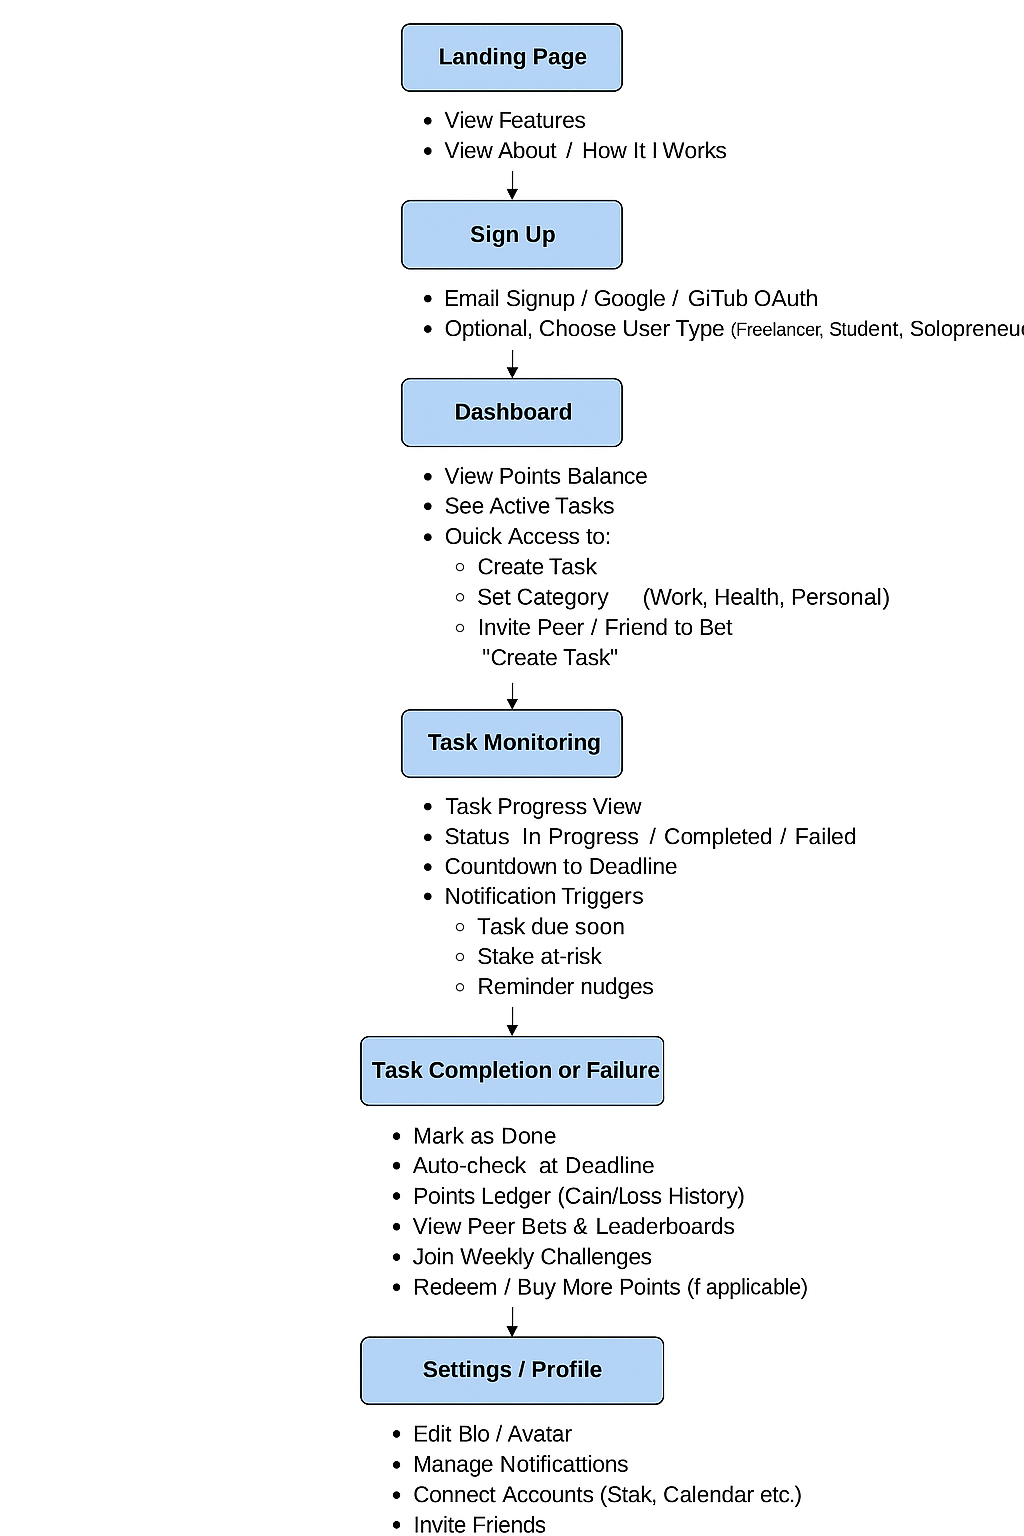 Landing Page
• View Features
• View About / How It I Works
Sign Up
• Email Signup / Google / GiTub OAuth
• Optional, Choose User Type (Freelancer, Student, Solopreneu
Dashboard
• View Points Balance
• See Active Tasks
• Ouick Access to:
○ Create Task
○ Set Category (Work, Health, Personal)
○ Invite Peer / Friend to Bet
"Create Task"
Task Monitoring
• Task Progress View
• Status In Progress / Completed / Failed
• Countdown to Deadline
• Notification Triggers
○ Task due soon
○ Stake at-risk
○ Reminder nudges
Task Completion or Failure
• Mark as Done
• Auto-check at Deadline
• Points Ledger (Cain/Loss History)
• View Peer Bets & Leaderboards
• Join Weekly Challenges
• Redeem / Buy More Points (f applicable)
Settings / Profile
• Edit Blo / Avatar
• Manage Notificattions
• Connect Accounts (Stak, Calendar etc.)
• Invite Friends